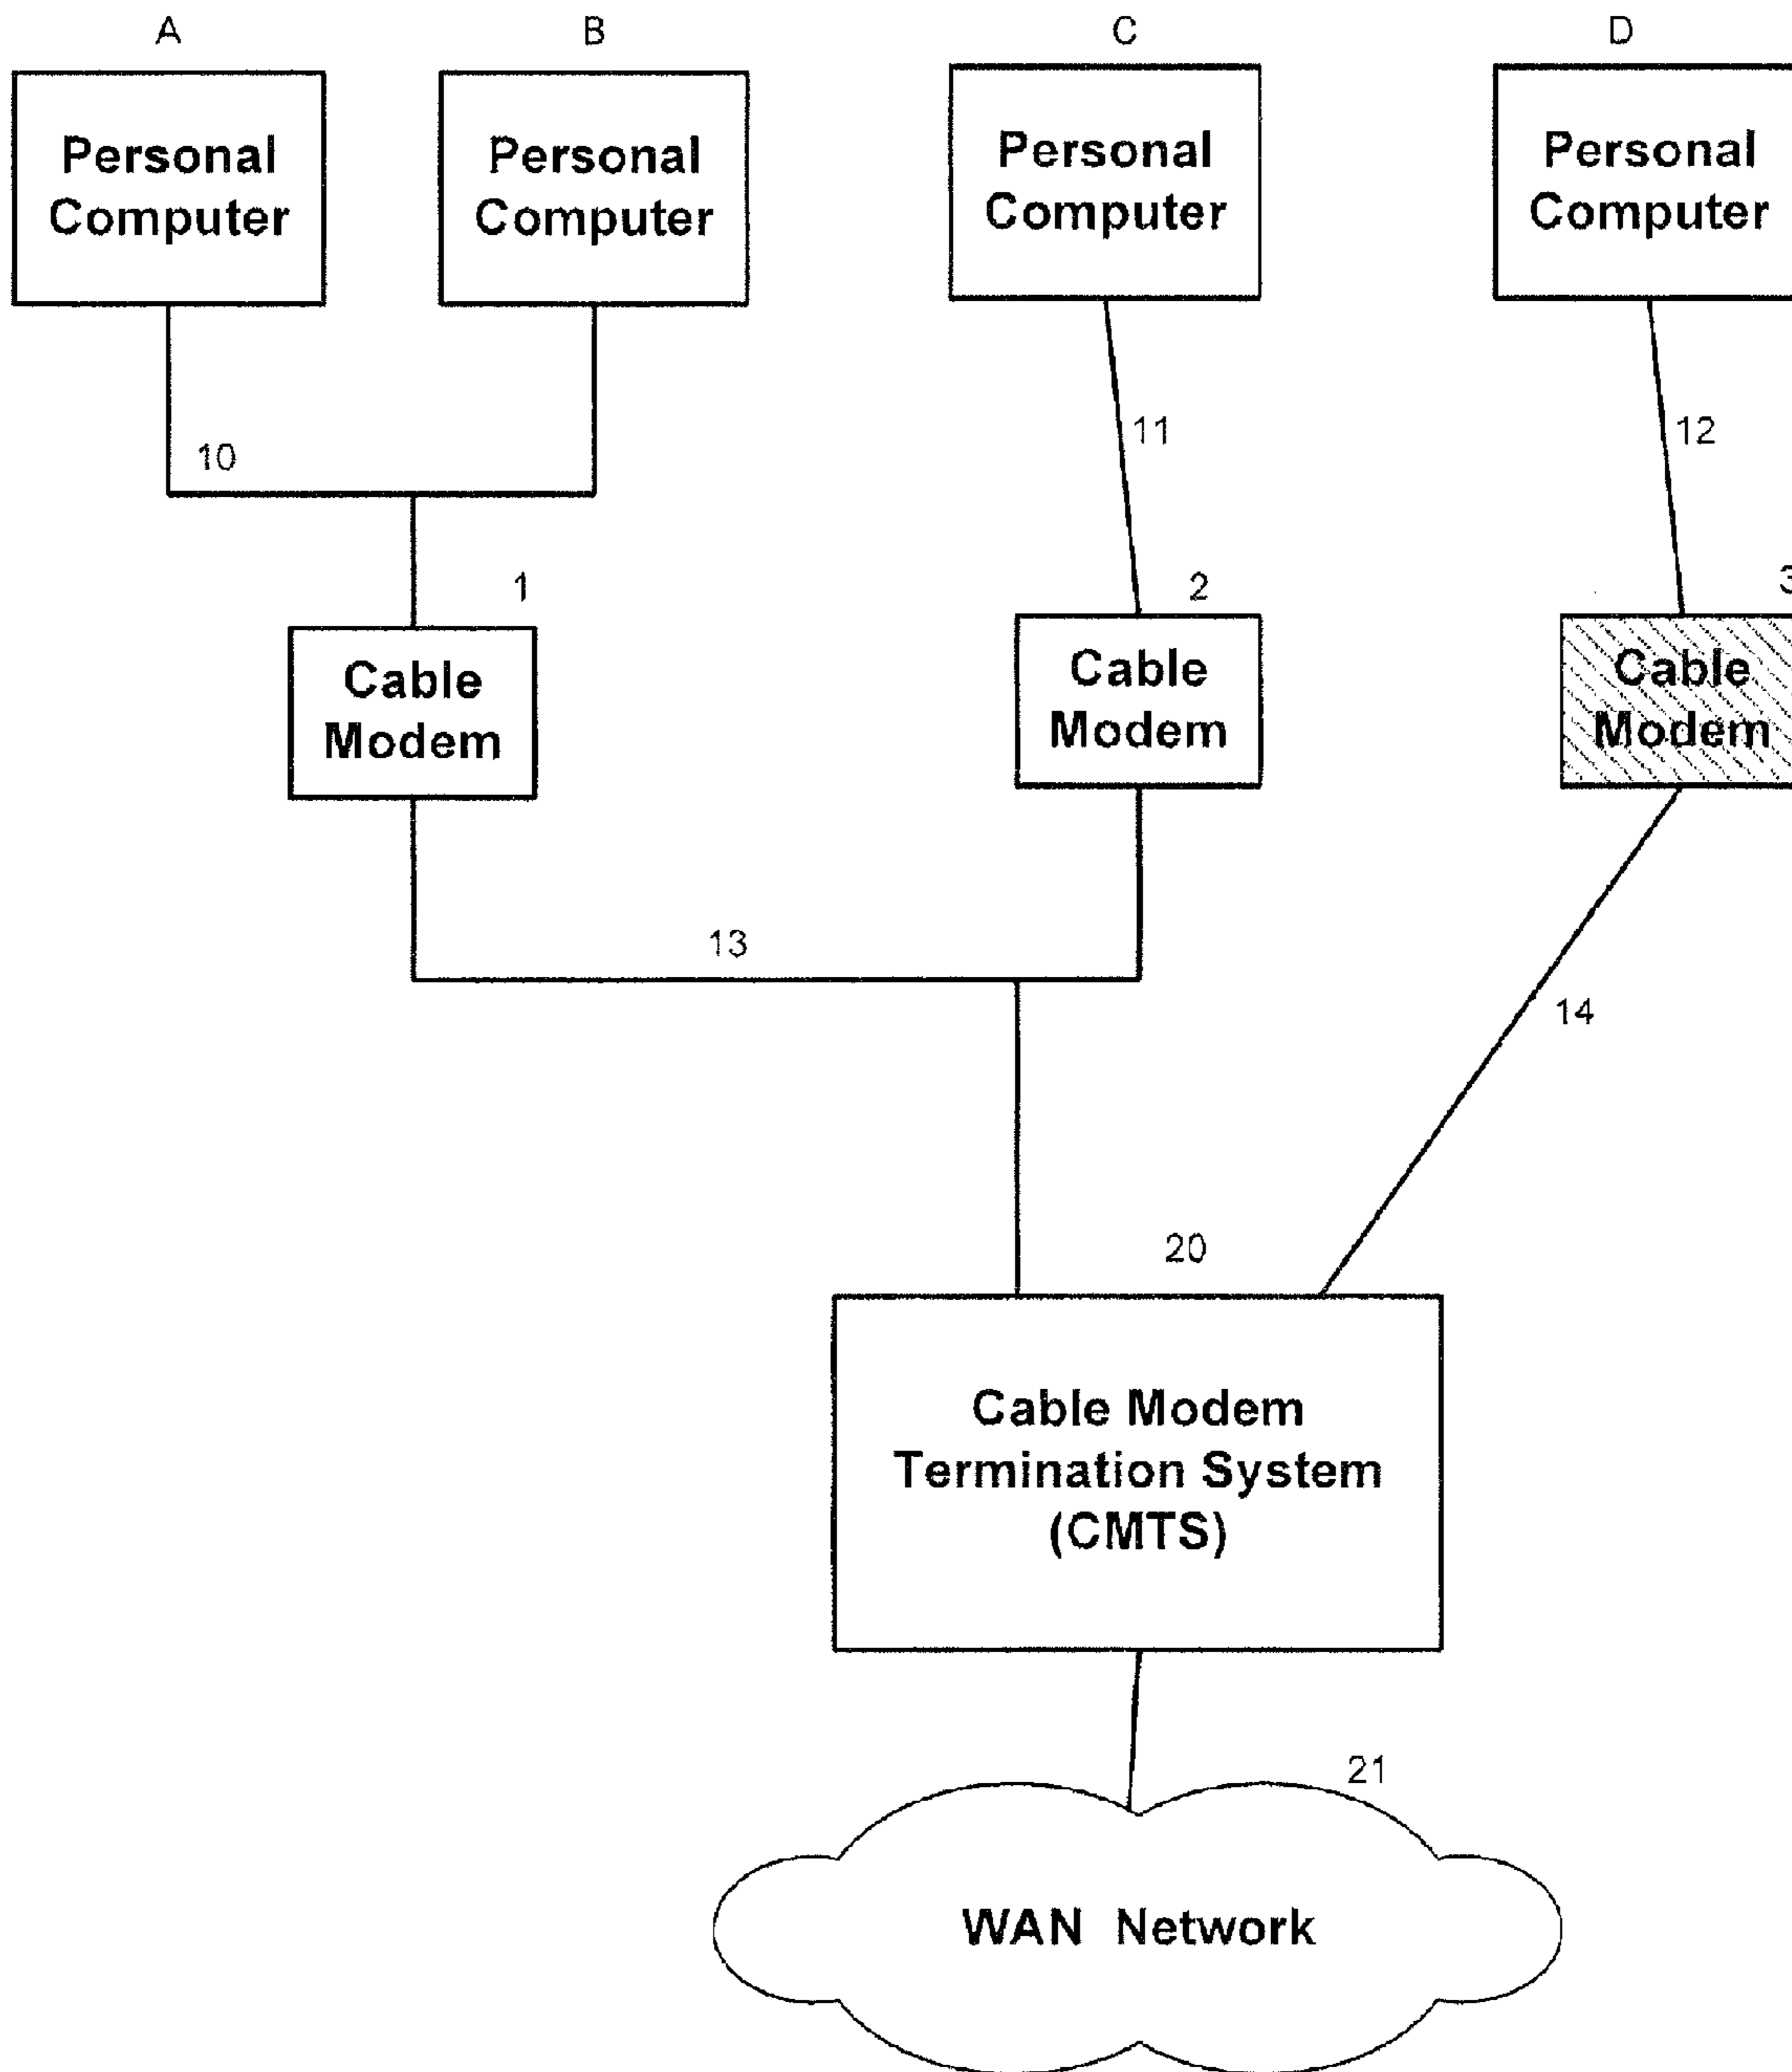 A
B
C
D
Personal
Computer
Personal
Computer
Personal
Computer
Personal
Computer
10
11
12
1
2
3
Cable
Modem
Cable
Modem
Cable
Modem
13
14
20
Cable Modem
Termination System
(CMTS)
21
WAN Network